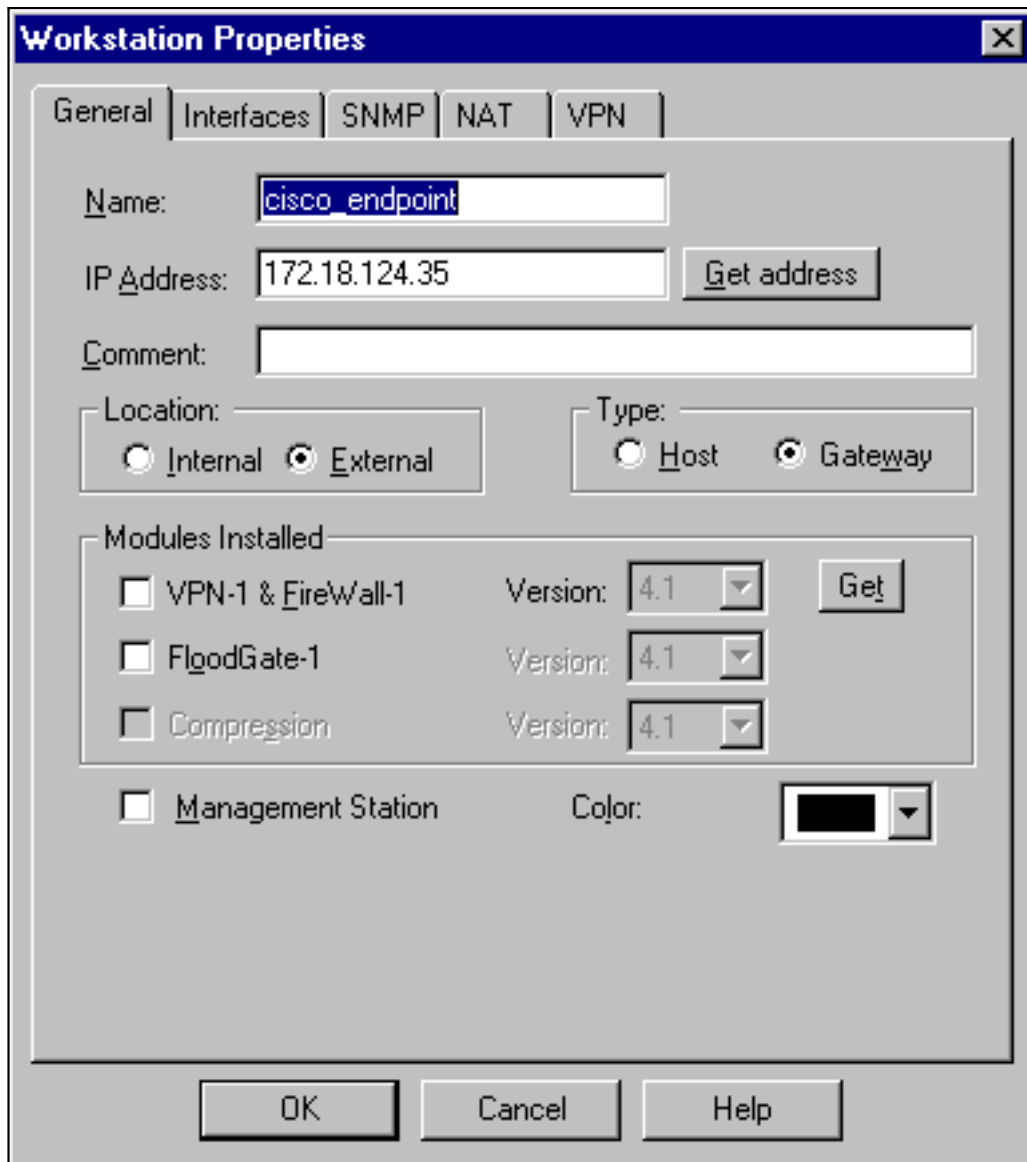 Workstation Properties
General Interfaces SNMP NAT VPN
Name: cisco_endpoint
IP Address: 172.18.124.35 Get address
Comment:
Location: Type:
Internal External Host Gateway
Modules Installed
VPN-1 & FireWall-1 Version: 4.1 Get
FloodGate-1 Version: 4.1
Compression Version: 4.1
Management Station Color:
OK Cancel Help